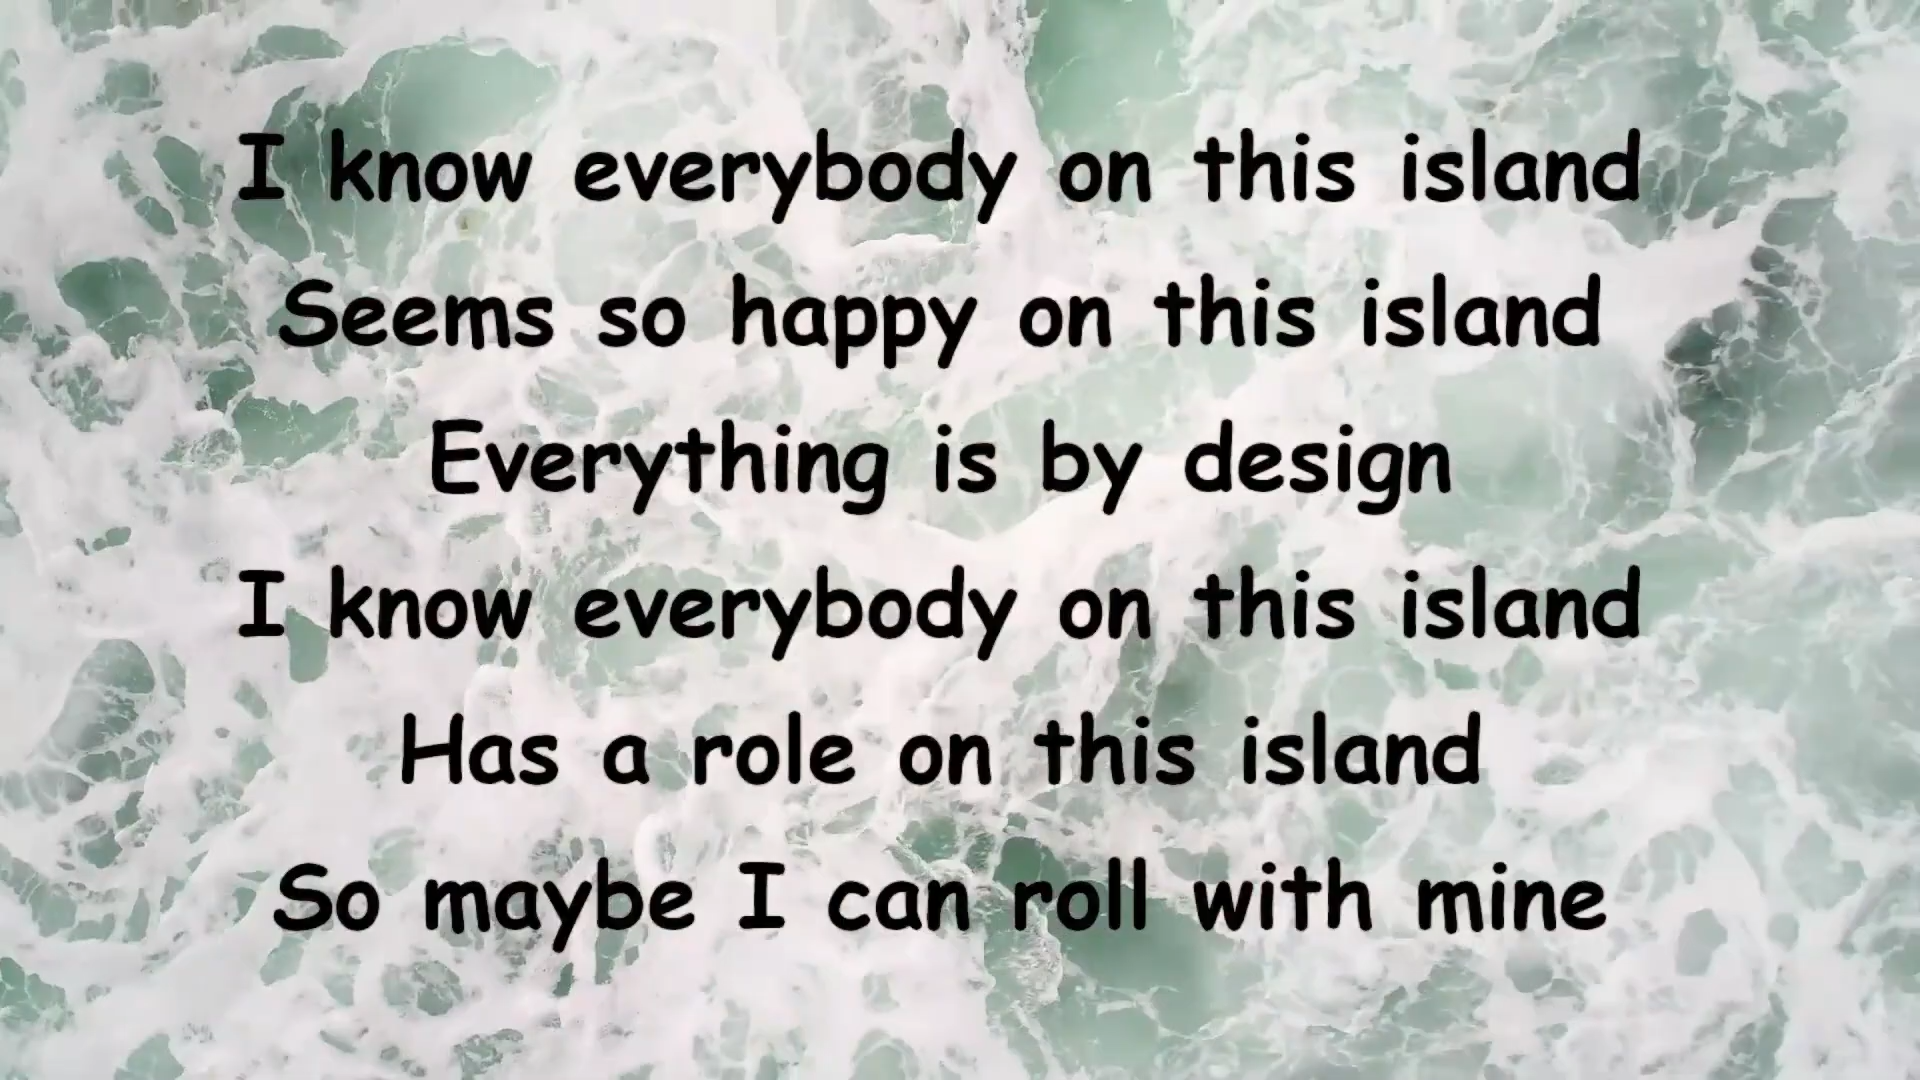 I know everybody on this island
Seems so happy on this island
Everything is by design
I know everybody on this island
Has a role on this island
So maybe I can roll with mine